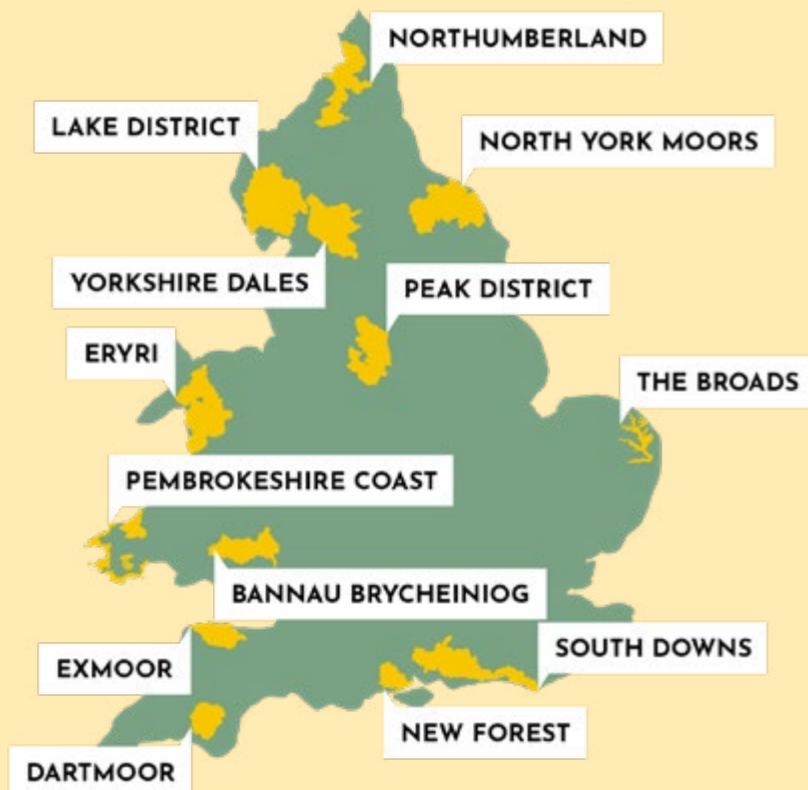 NORTHUMBERLAND
LAKE DISTRICT
NORTH YORK MOORS
YORKSHIRE DALES
PEAK DISTRICT
ERYRI
THE BROADS
PEMBROKESHIRE COAST
BANNAU BRYCHEINIOG
SOUTH DOWNS
EXMOOR
NEW FOREST
DARTMOOR